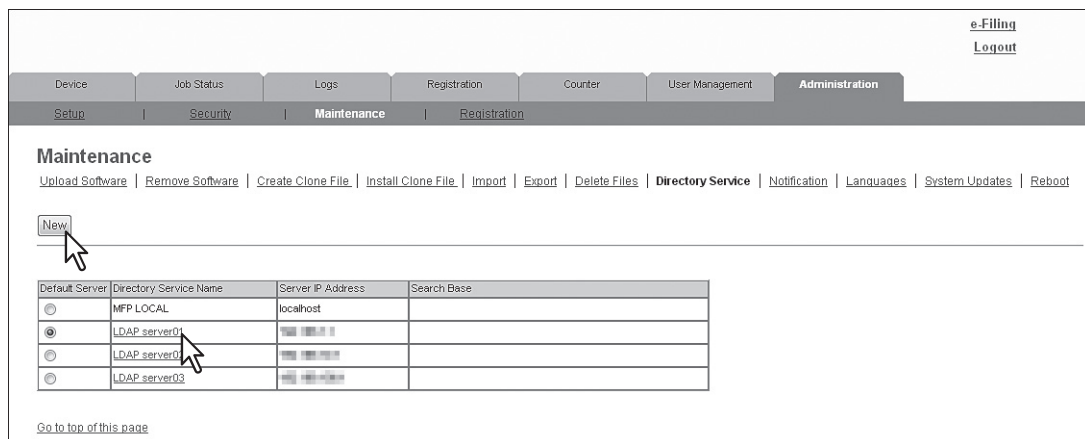 e-Filing
Logout
Device Job Status Logs Registration Counter User Management Administration
Setup | Security | Maintenance | Registration
Maintenance
Upload Software | Remove Software | Create Clone File | Install Clone File | Import | Export | Delete Files | Directory Service | Notification | Languages | System Updates | Reboot
New
Default Server Directory Service Name Server IP Address Search Base
MFP LOCAL localhost
LDAP server01
LDAP server02
LDAP server03
Go to top of this page